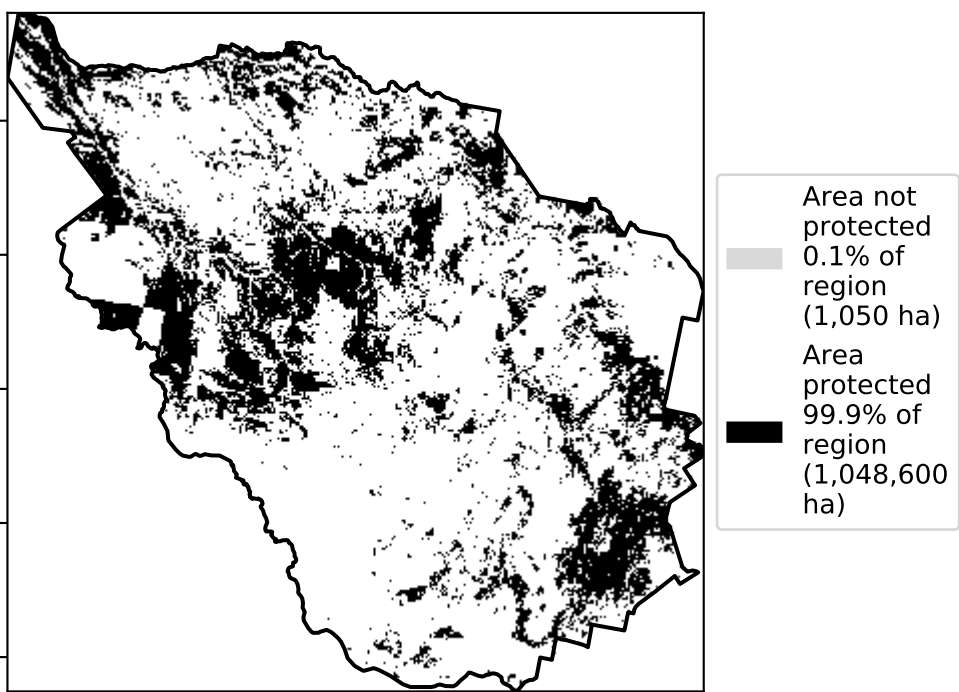 Area not
protected
0.1% of
region
(1,050 ha)
Area
protected
99.9% of
region
(1,048,600
ha)